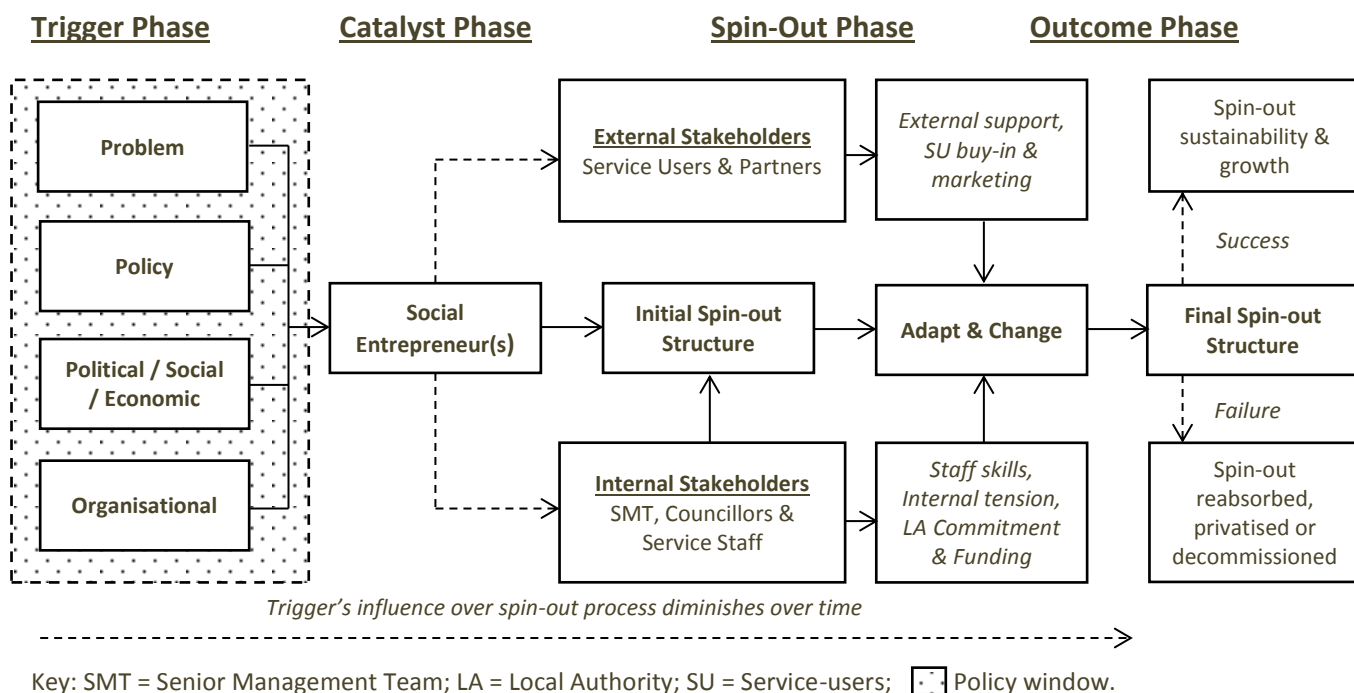 Trigger Phase
Catalyst Phase
Spin-Out Phase
Outcome Phase
Problem
Policy
Political / Social
/ Economic
Organisational
Social
Entrepreneur(s)
External Stakeholders
Service Users & Partners
Initial Spin-out
Structure
Internal Stakeholders
SMT, Councillors &
Service Staff
External support,
SU buy-in &
marketing
Adapt & Change
Staff skills,
Internal tension,
LA Commitment
& Funding
Spin-out
sustainability &
growth
Success
Final Spin-out
Structure
Failure
Spin-out
reabsorbed,
privatised or
decommissioned
Trigger’s influence over spin-out process diminishes over time
Key: SMT = Senior Management Team; LA = Local Authority; SU = Service-users; Policy window.